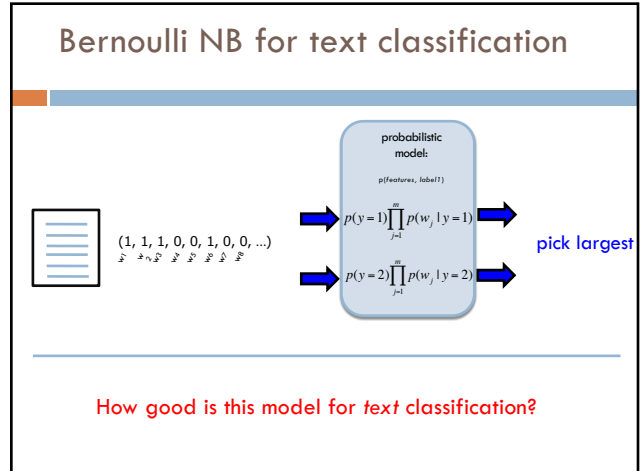 Bernoulli NB for text classification
probabilistic
model:
p(features, label1)
(1, 1, 1, 0, 0, 1, 0, 0, …)
w1 w2 w3 w4 w5 w6 w7 w8
p(y = 1)∏_{j=1}^{m} p(w_j | y = 1)
p(y = 2)∏_{j=1}^{m} p(w_j | y = 2)
pick largest
How good is this model for text classification?